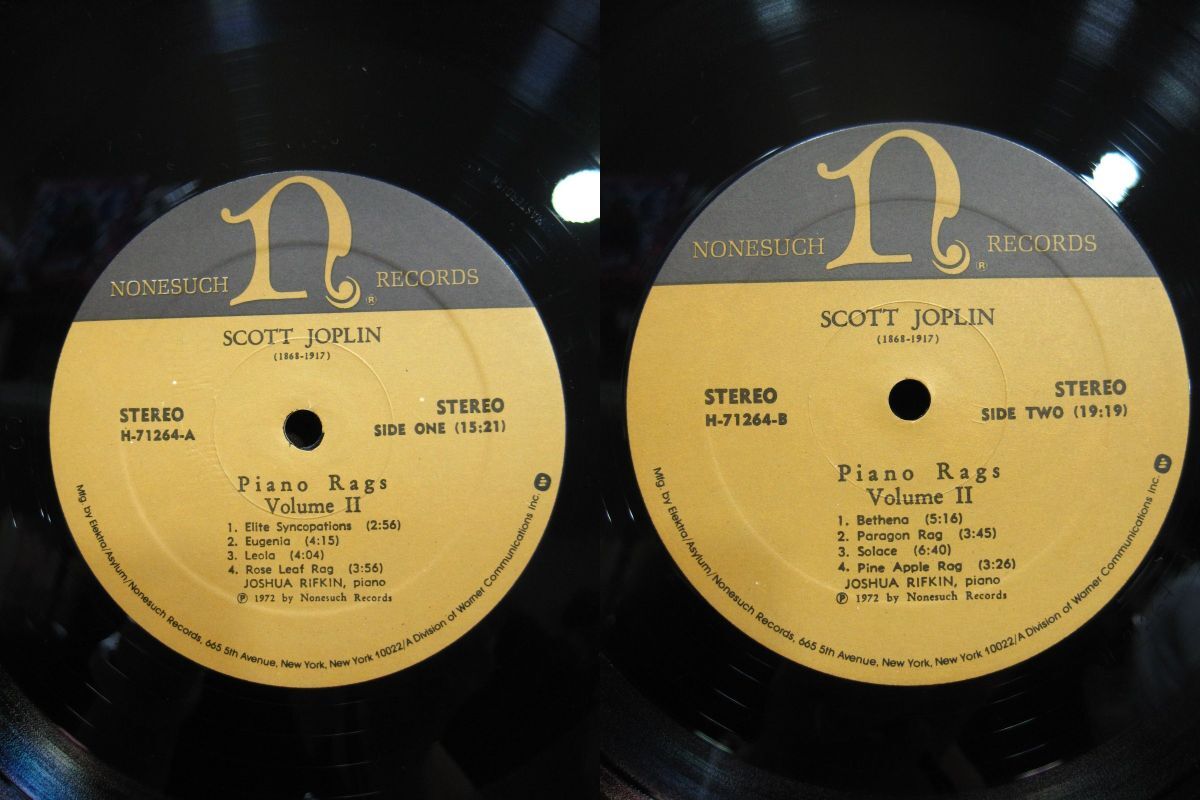 n
NONESUCH ® RECORDS
SCOTT JOPLIN
(1868-1917)
STEREO
H-71264-A
STEREO
SIDE ONE (15:21)
Piano Rags
Volume II
1. Elite Syncopations (2:56)
2. Eugenia (4:15)
3. Leola (4:04)
4. Rose Leaf Rag (3:56)
JOSHUA RIFKIN, piano
℗ 1972 by Nonesuch Records
Mfg. by Elektra/Asylum/Nonesuch Records, 665 5th Avenue, New York, New York 10022/A Division of Warner Communications Inc.
n
NONESUCH ® RECORDS
SCOTT JOPLIN
(1868-1917)
STEREO
H-71264-B
STEREO
SIDE TWO (19:19)
Piano Rags
Volume II
1. Bethena (5:16)
2. Paragon Rag (3:45)
3. Solace (6:40)
4. Pine Apple Rag (3:26)
JOSHUA RIFKIN, piano
℗ 1972 by Nonesuch Records
Mfg. by Elektra/Asylum/Nonesuch Records, 665 5th Avenue, New York, New York 10022/A Division of Warner Communications Inc.